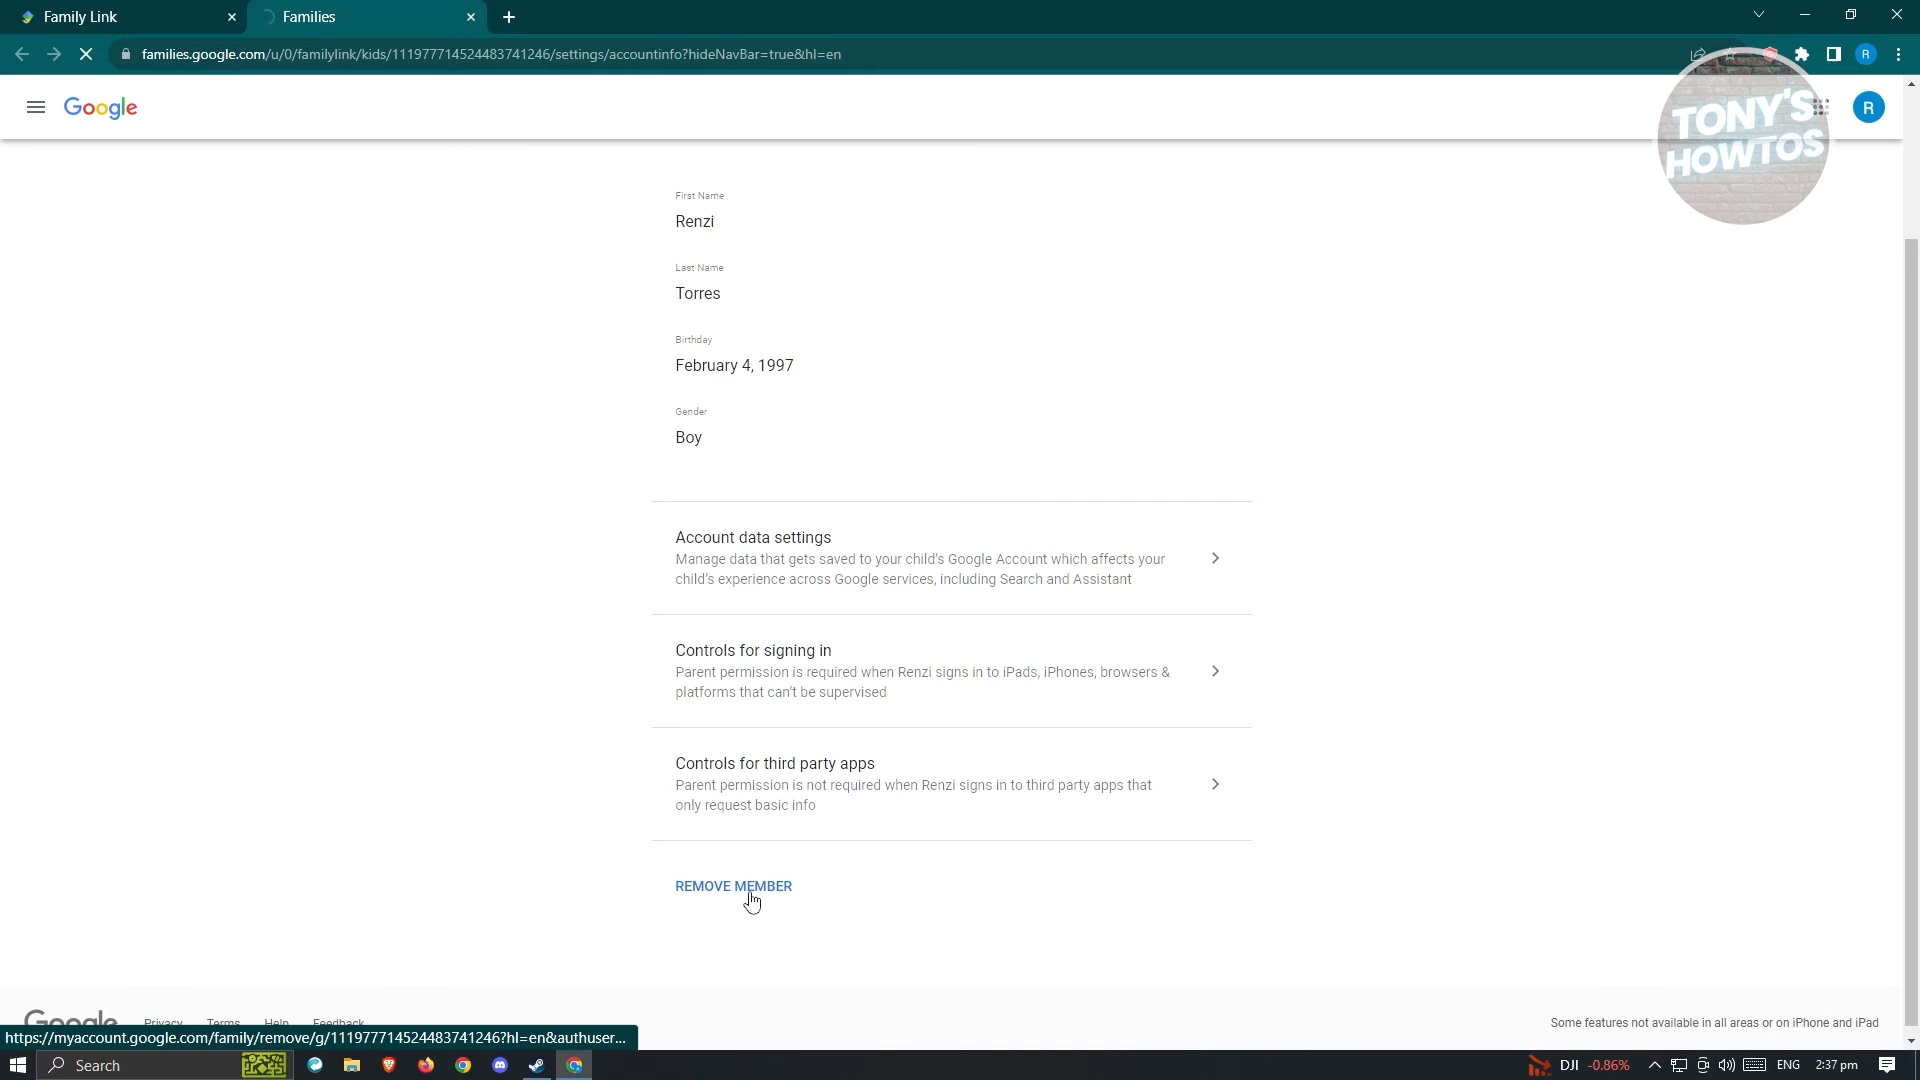 Family Link
Families
families.google.com/u/0/familylink/kids/111977714524483741246/settings/accountinfo?hideNavBar=true&hl=en
R
Google
R
TONY'S
HOWTOS
First Name
Renzi
Last Name
Torres
Birthday
February 4, 1997
Gender
Boy
Account data settings
Manage data that gets saved to your child's Google Account which affects your
child's experience across Google services, including Search and Assistant
Controls for signing in
Parent permission is required when Renzi signs in to iPads, iPhones, browsers &
platforms that can't be supervised
Controls for third party apps
Parent permission is not required when Renzi signs in to third party apps that
only request basic info
REMOVE MEMBER
Google
Privacy Terms Help Feedback
Some features not available in all areas or on iPhone and iPad
https://myaccount.google.com/family/remove/g/111977714524483741246?hl=en&authuser...
Search
DJI -0.86%
ENG
2:37 pm